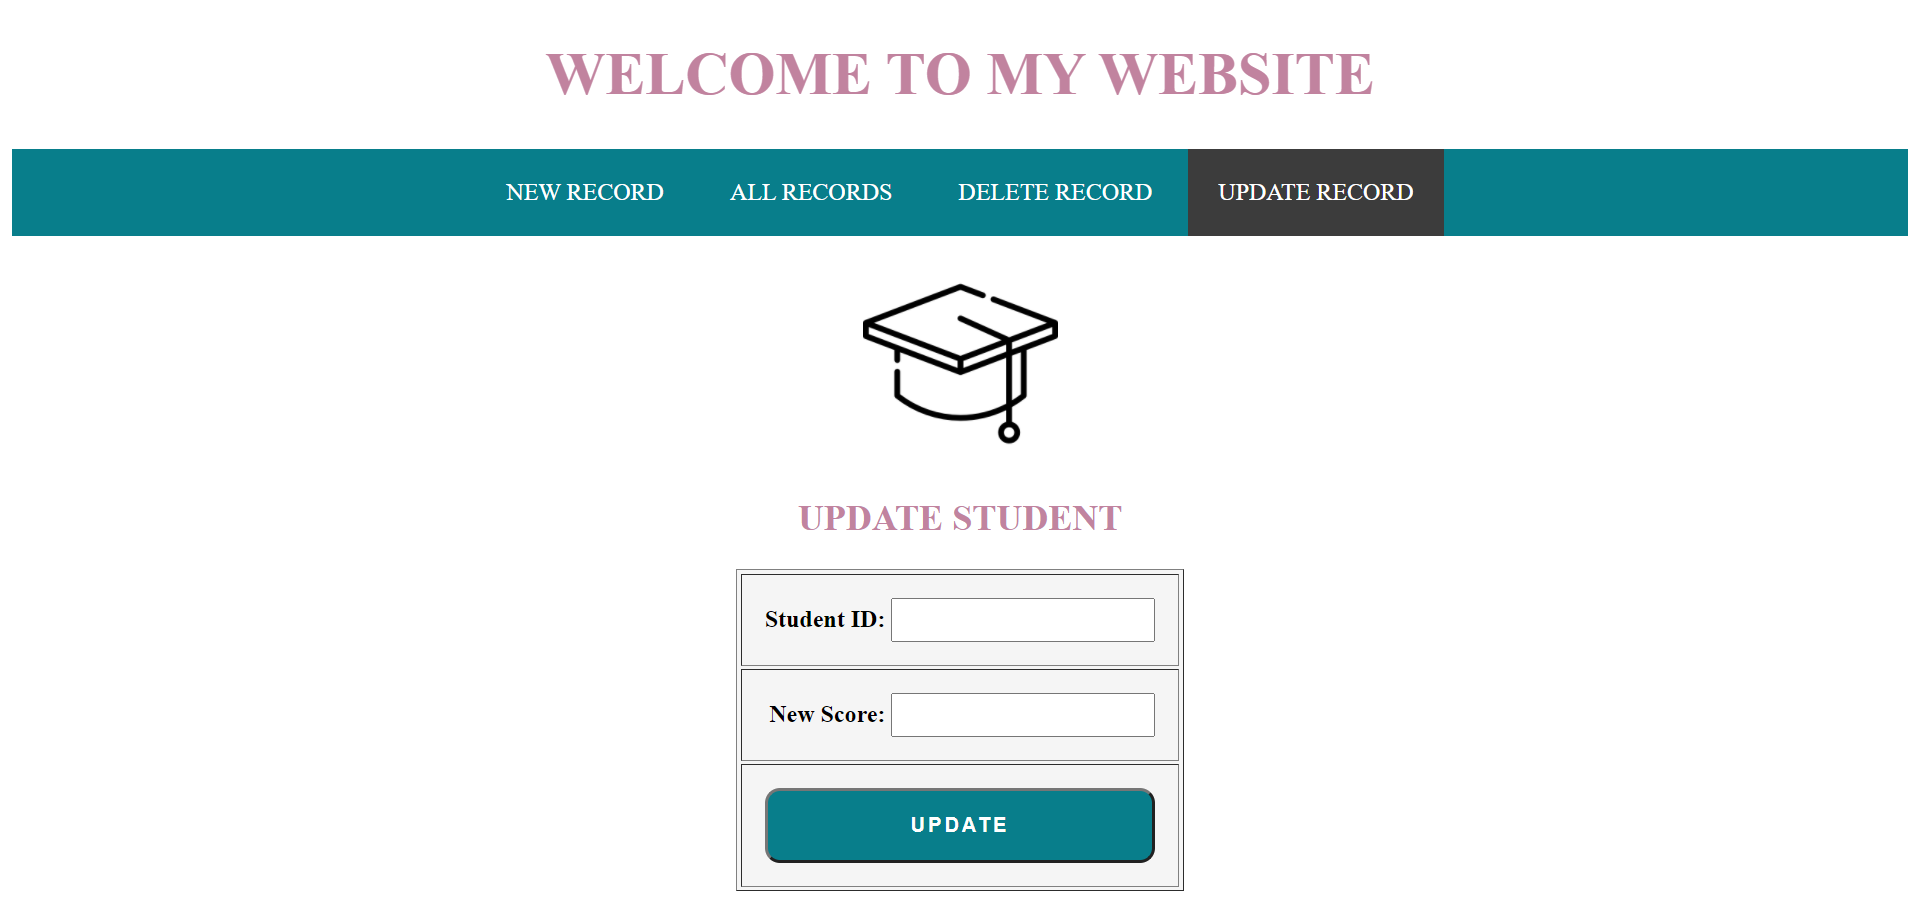 WELCOME TO MY WEBSITE
NEW RECORD ALL RECORDS DELETE RECORD UPDATE RECORD
UPDATE STUDENT
Student ID:
New Score:
UPDATE